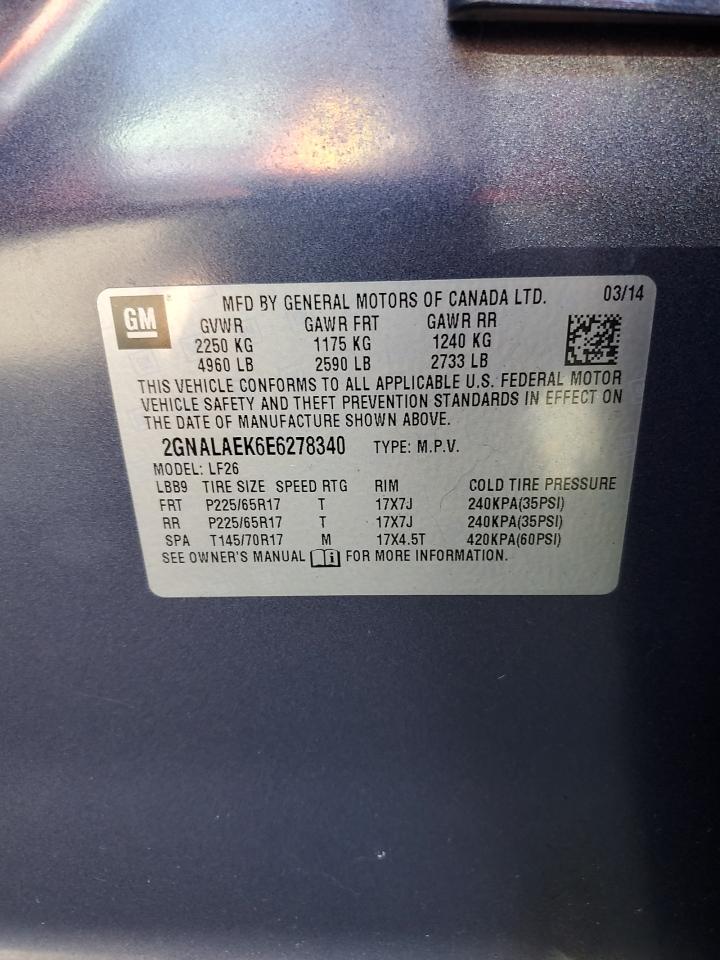 GM
MFD BY GENERAL MOTORS OF CANADA LTD. 03/14
GVWR GAWR FRT GAWR RR
2250 KG 1175 KG 1240 KG
4960 LB 2590 LB 2733 LB
THIS VEHICLE CONFORMS TO ALL APPLICABLE U.S. FEDERAL MOTOR
VEHICLE SAFETY AND THEFT PREVENTION STANDARDS IN EFFECT ON
THE DATE OF MANUFACTURE SHOWN ABOVE.
2GNALAEK6E6278340 TYPE: M.P.V.
MODEL: LF26
LBB9 TIRE SIZE SPEED RTG RIM COLD TIRE PRESSURE
FRT P225/65R17 T 17X7J 240KPA(35PSI)
RR P225/65R17 T 17X7J 240KPA(35PSI)
SPA T145/70R17 M 17X4.5T 420KPA(60PSI)
SEE OWNER'S MANUAL FOR MORE INFORMATION.